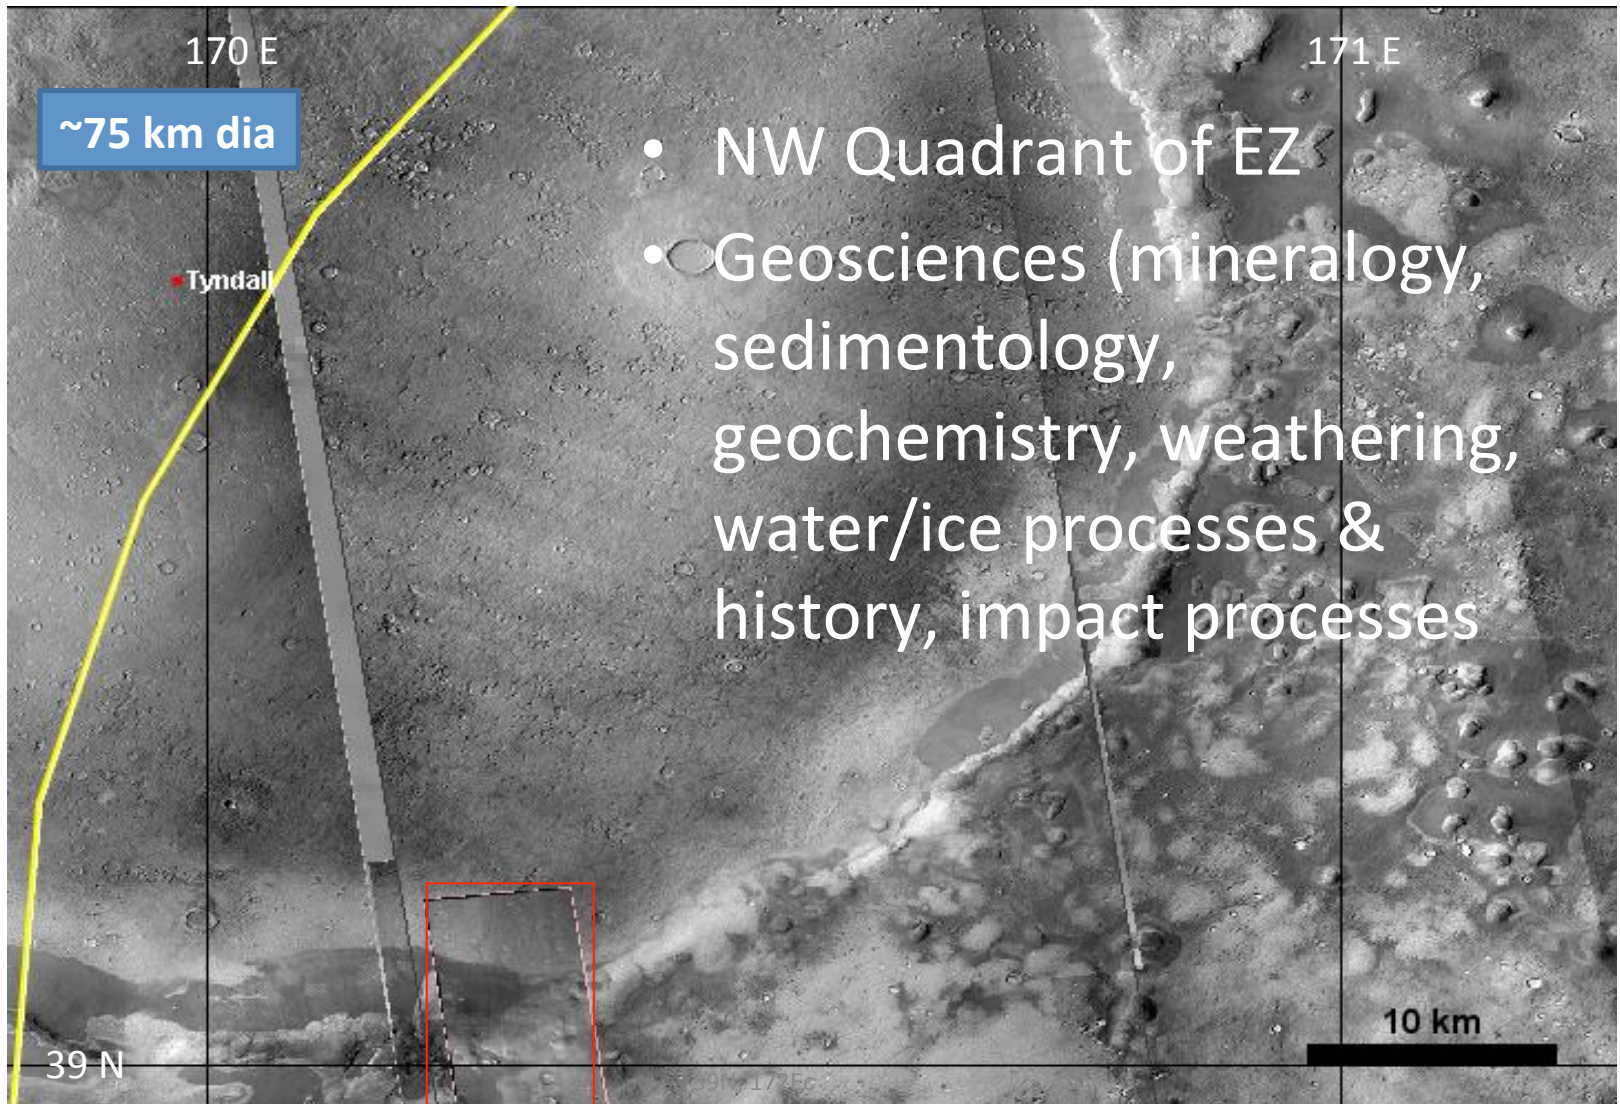 170 E
171 E
~75 km dia
• NW Quadrant of EZ
• Geosciences (mineralogy,
sedimentology,
geochemistry, weathering,
water/ice processes &
history, impact processes
Tyndall
10 km
39 N